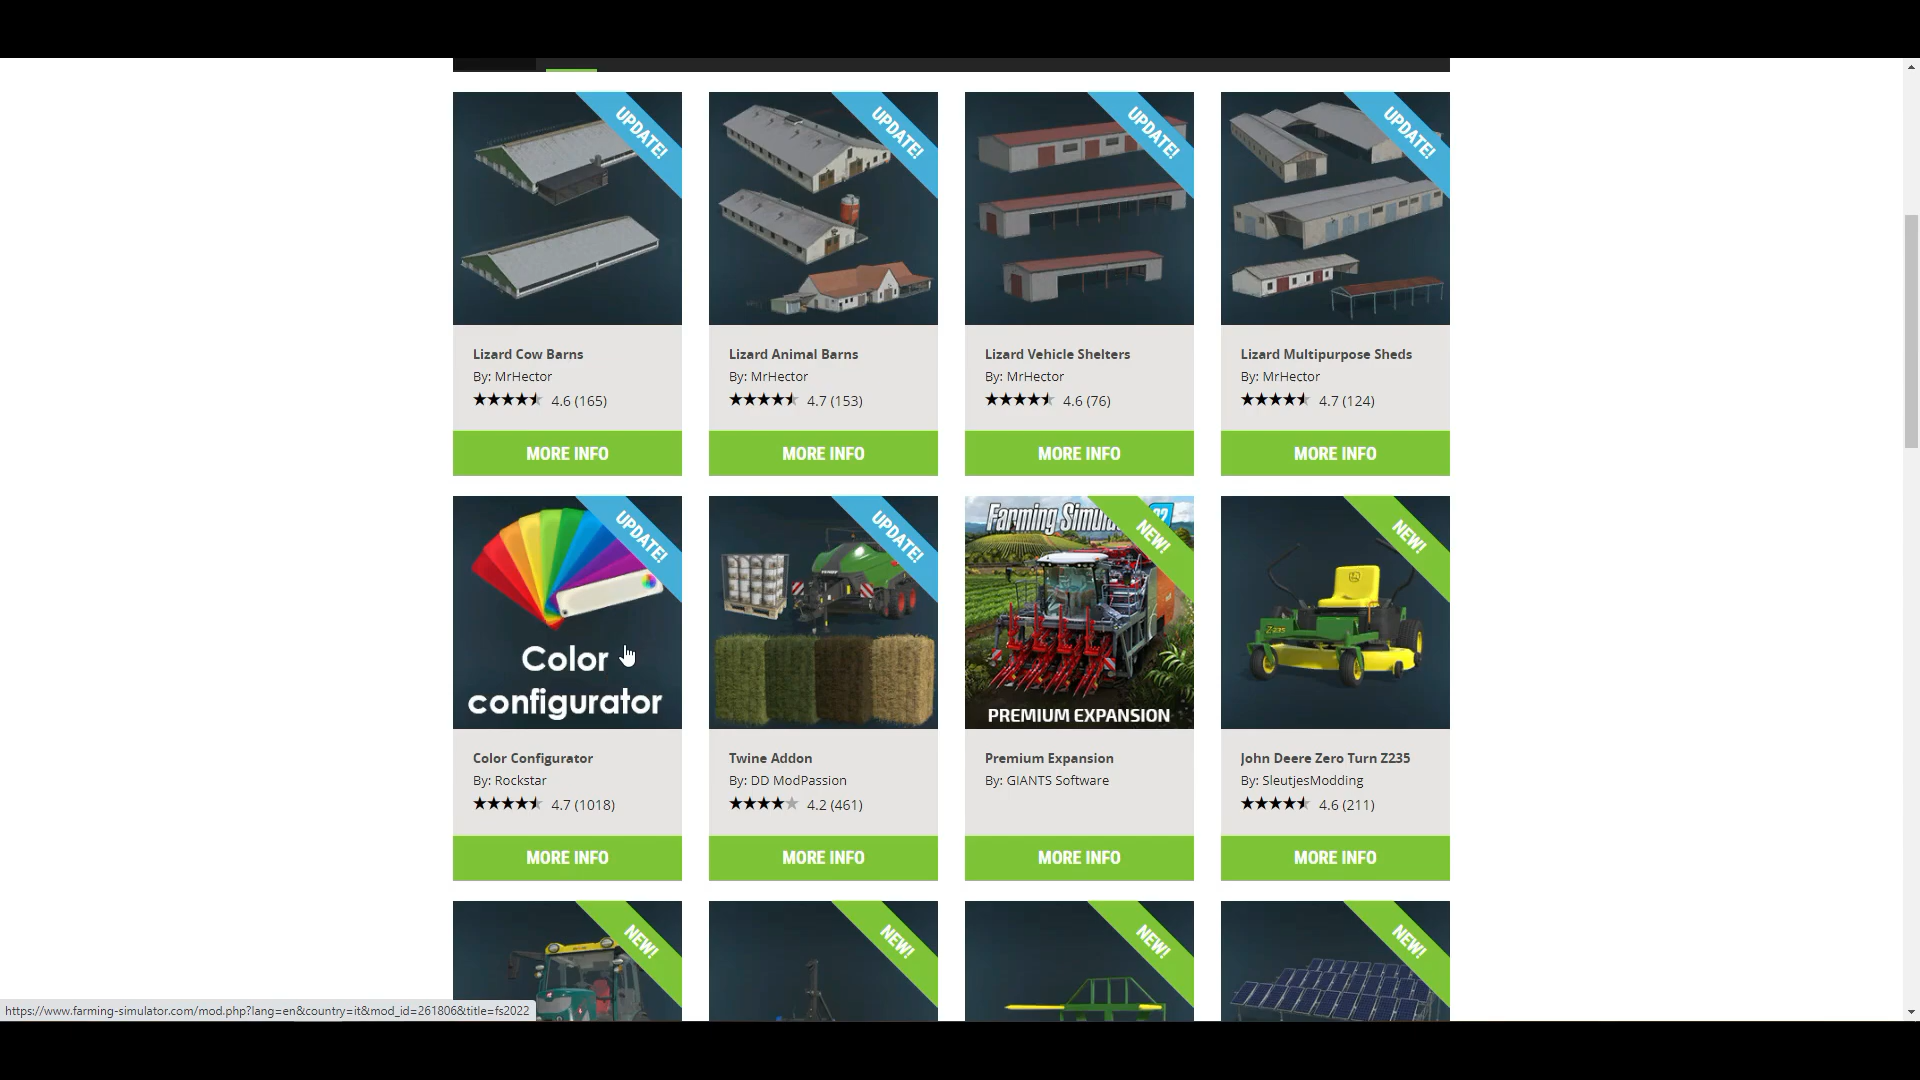 UPDATE!
UPDATE!
UPDATE!
UPDATE!
Lizard Cow Barns
By: MrHector
4.6 (165)
MORE INFO
Lizard Animal Barns
By: MrHector
4.7 (153)
MORE INFO
Lizard Vehicle Shelters
By: MrHector
4.6 (76)
MORE INFO
Lizard Multipurpose Sheds
By: MrHector
4.7 (124)
MORE INFO
UPDATE!
Color
configurator
Color Configurator
By: Rockstar
4.7 (1018)
MORE INFO
UPDATE!
Twine Addon
By: DD ModPassion
4.2 (461)
MORE INFO
Farming Simu
22
NEW!
PREMIUM EXPANSION
Premium Expansion
By: GIANTS Software
MORE INFO
NEW!
Z235
John Deere Zero Turn Z235
By: SleutjesModding
4.6 (211)
MORE INFO
NEW!
NEW!
NEW!
NEW!
https://www.farming-simulator.com/mod.php?lang=en&country=it&mod_id=261806&title=fs2022